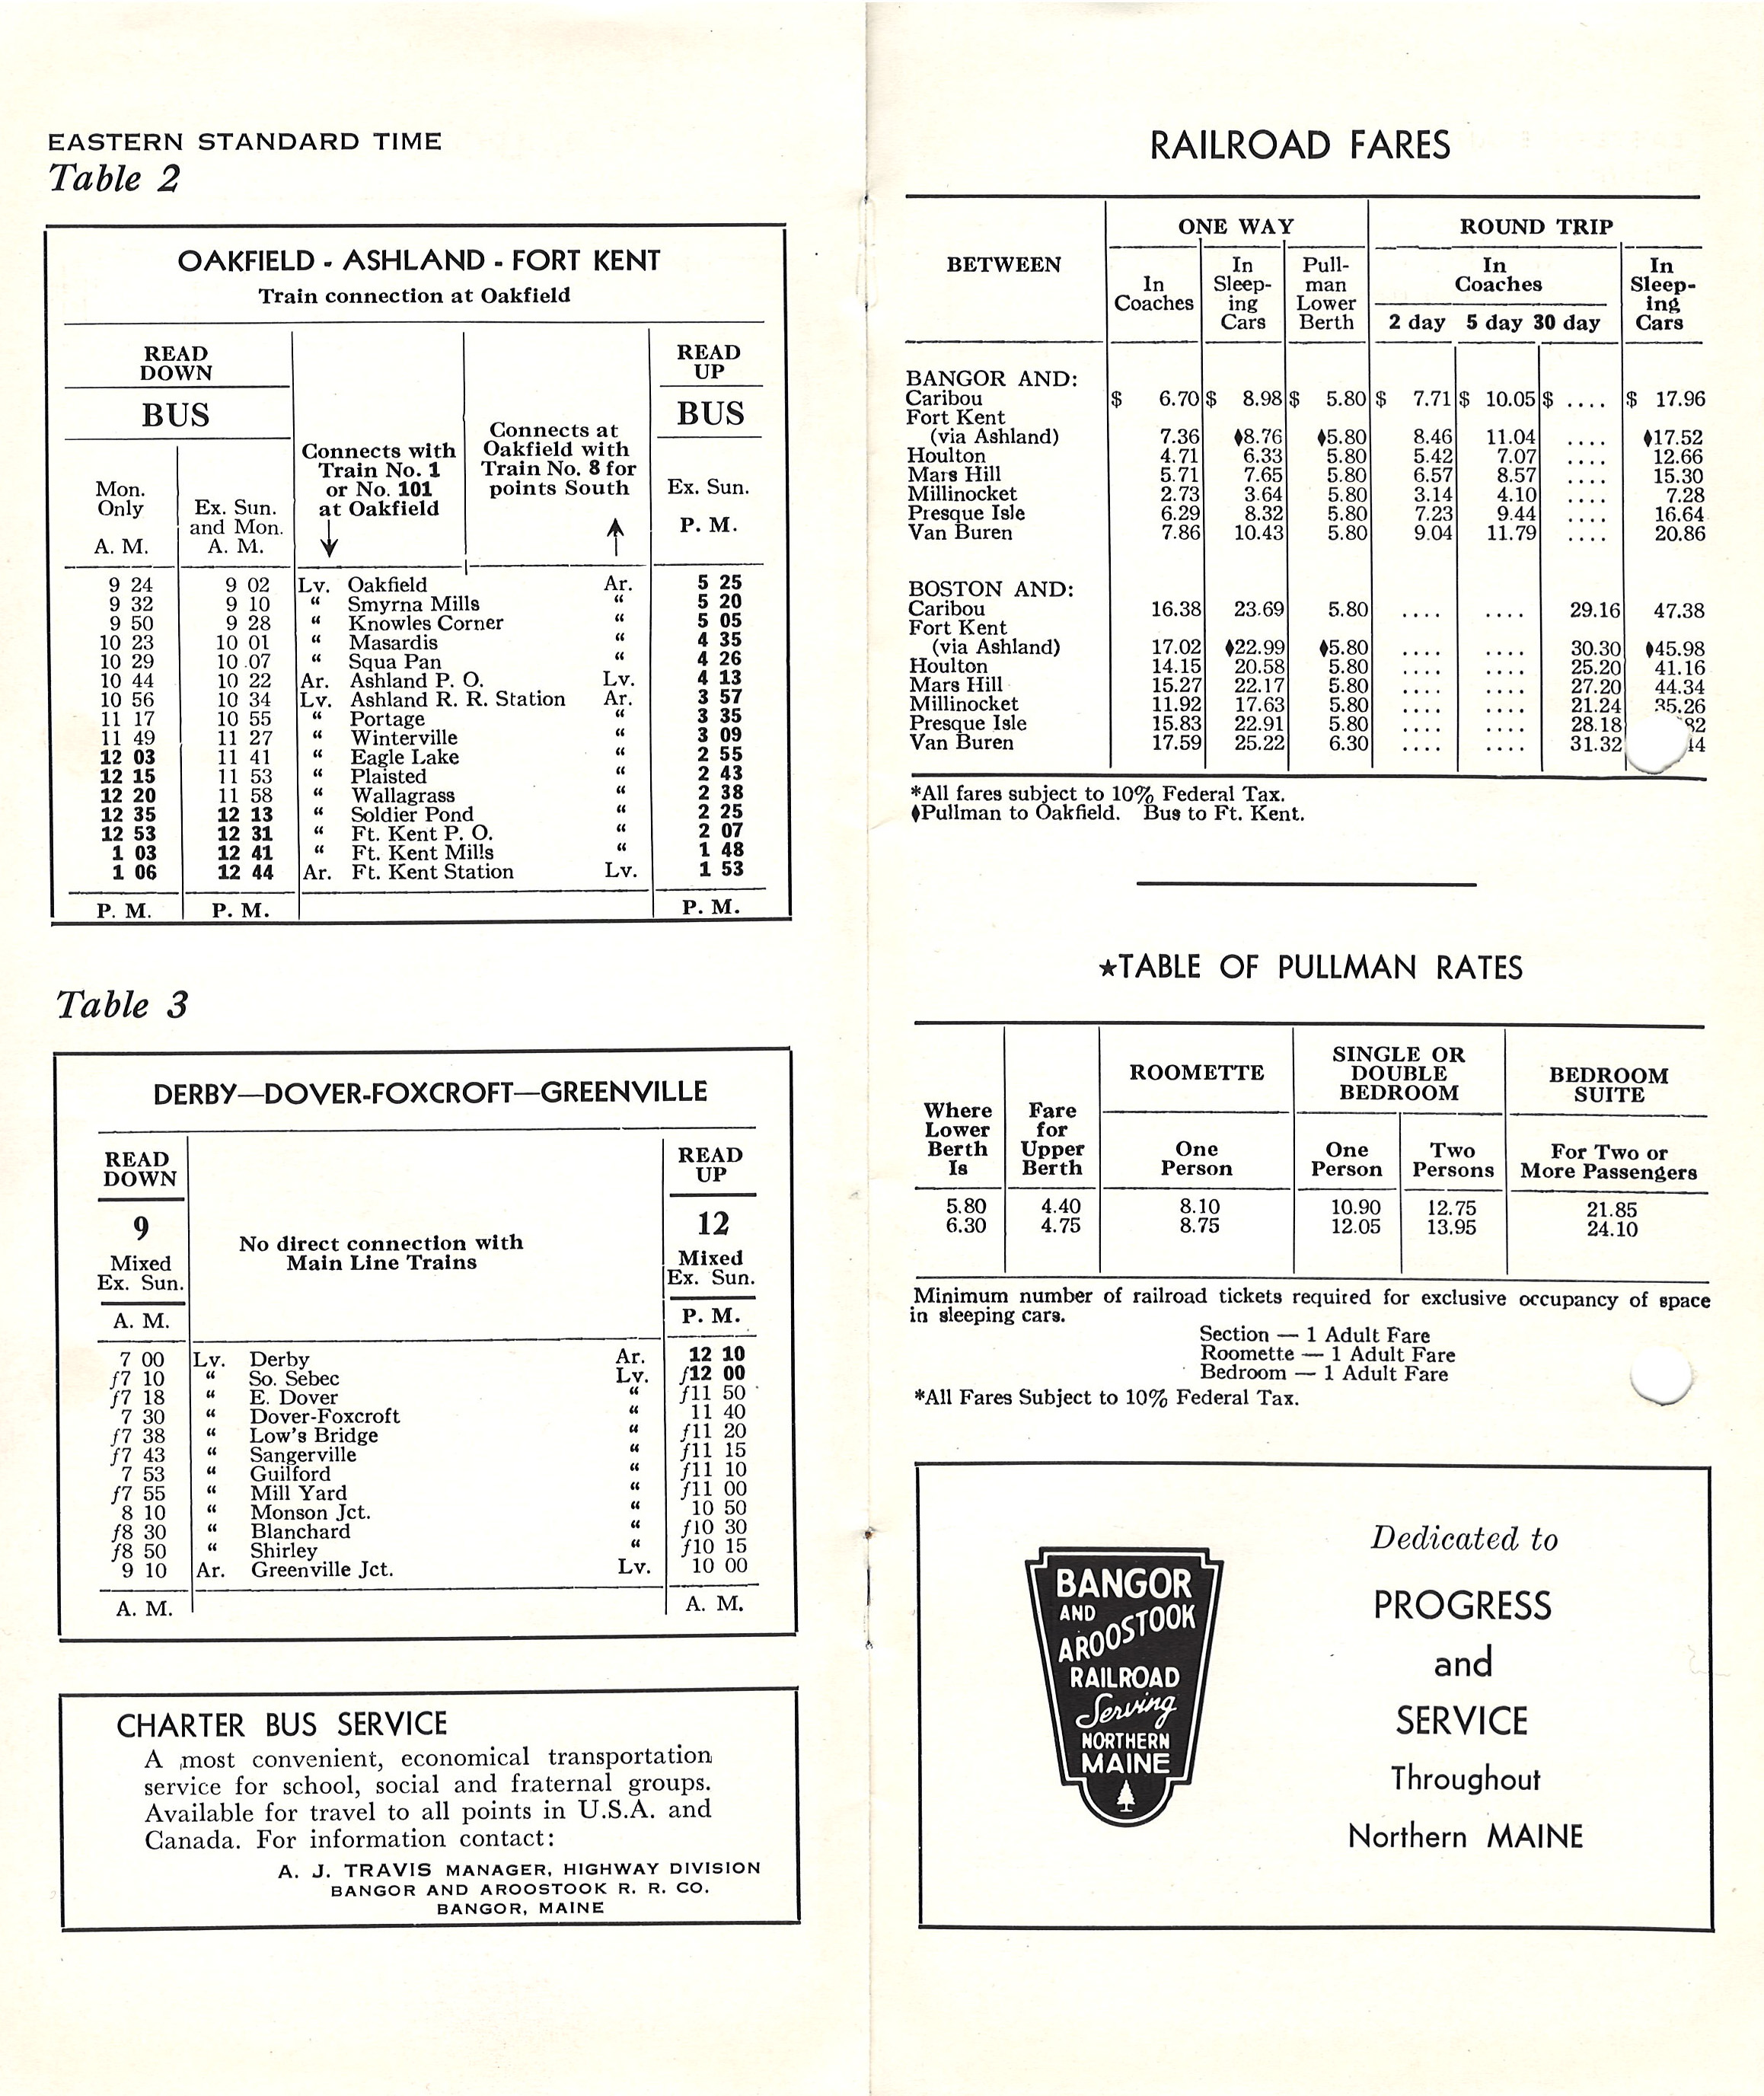 EASTERN STANDARD TIME
Table 2
OAKFIELD - ASHLAND - FORT KENT
Train connection at Oakfield
READ DOWN READ UP
BUS BUS
Mon. Only A. M. Ex. Sun. and Mon. A. M. Connects with Train No. 1 or No. 101 at Oakfield Connects at Oakfield with Train No. 8 for points South Ex. Sun. P. M.
9 24 9 02 Lv. Oakfield Ar. 5 25
9 32 9 10 “ Smyrna Mills “ 5 20
9 50 9 28 “ Knowles Corner “ 5 05
10 23 10 01 “ Masardis “ 4 35
10 29 10 07 “ Squa Pan “ 4 26
10 44 10 22 Ar. Ashland P. O. Lv. 4 13
10 56 10 34 Lv. Ashland R. R. Station Ar. 3 57
11 17 10 55 “ Portage “ 3 35
11 49 11 27 “ Winterville “ 3 09
12 03 11 41 “ Eagle Lake “ 2 55
12 15 11 53 “ Plaisted “ 2 43
12 20 11 58 “ Wallagrass “ 2 38
12 35 12 13 “ Soldier Pond “ 2 25
12 53 12 31 “ Ft. Kent P. O. “ 2 07
1 03 12 41 “ Ft. Kent Mills “ 1 48
1 06 12 44 Ar. Ft. Kent Station Lv. 1 53
P. M. P. M. P. M.
Table 3
DERBY—DOVER-FOXCROFT—GREENVILLE
READ DOWN READ UP
9 12
Mixed Ex. Sun. No direct connection with Main Line Trains Mixed Ex. Sun.
A. M. P. M.
7 00 Lv. Derby Ar. 12 10
f7 10 “ So. Sebec Lv. f12 00
f7 18 “ E. Dover “ f11 50
7 30 “ Dover-Foxcroft “ 11 40
f7 38 “ Low's Bridge “ f11 20
f7 43 “ Sangerville “ f11 15
7 53 “ Guilford “ f11 10
f7 55 “ Mill Yard “ f11 00
8 10 “ Monson Jct. “ 10 50
f8 30 “ Blanchard “ f10 30
f8 50 “ Shirley “ f10 15
9 10 Ar. Greenville Jct. Lv. 10 00
A. M. A. M.
CHARTER BUS SERVICE
A most convenient, economical transportation
service for school, social and fraternal groups.
Available for travel to all points in U.S.A. and
Canada. For information contact:
A. J. TRAVIS MANAGER, HIGHWAY DIVISION
BANGOR AND AROOSTOOK R. R. CO.
BANGOR, MAINE
RAILROAD FARES
BETWEEN ONE WAY ROUND TRIP
In Coaches In Sleep-ing Cars Pull-man Lower Berth In Coaches In Sleep-ing Cars
2 day 5 day 30 day
BANGOR AND:
Caribou $ 6.70 $ 8.98 $ 5.80 $ 7.71 $ 10.05 $ .... $ 17.96
Fort Kent
(via Ashland) 7.36 ♦8.76 ♦5.80 8.46 11.04 .... ♦17.52
Houlton 4.71 6.33 5.80 5.42 7.07 .... 12.66
Mars Hill 5.71 7.65 5.80 6.57 8.57 .... 15.30
Millinocket 2.73 3.64 5.80 3.14 4.10 .... 7.28
Presque Isle 6.29 8.32 5.80 7.23 9.44 .... 16.64
Van Buren 7.86 10.43 5.80 9.04 11.79 .... 20.86
BOSTON AND:
Caribou 16.38 23.69 5.80 .... .... 29.16 47.38
Fort Kent
(via Ashland) 17.02 ♦22.99 ♦5.80 .... .... 30.30 ♦45.98
Houlton 14.15 20.58 5.80 .... .... 25.20 41.16
Mars Hill 15.27 22.17 5.80 .... .... 27.20 44.34
Millinocket 11.92 17.63 5.80 .... .... 21.24 35.26
Presque Isle 15.83 22.91 5.80 .... .... 28.18
Van Buren 17.59 25.22 6.30 .... .... 31.32
*All fares subject to 10% Federal Tax.
♦Pullman to Oakfield. Bus to Ft. Kent.
★TABLE OF PULLMAN RATES
Where Lower Berth Is Fare for Upper Berth ROOMETTE SINGLE OR DOUBLE BEDROOM BEDROOM SUITE
One Person One Person Two Persons For Two or More Passengers
5.80 4.40 8.10 10.90 12.75 21.85
6.30 4.75 8.75 12.05 13.95 24.10
Minimum number of railroad tickets required for exclusive occupancy of space
in sleeping cars.
Section — 1 Adult Fare
Roomette — 1 Adult Fare
Bedroom — 1 Adult Fare
*All Fares Subject to 10% Federal Tax.
BANGOR
AND
AROOSTOOK
RAILROAD
Serving
NORTHERN
MAINE
Dedicated to
PROGRESS
and
SERVICE
Throughout
Northern MAINE